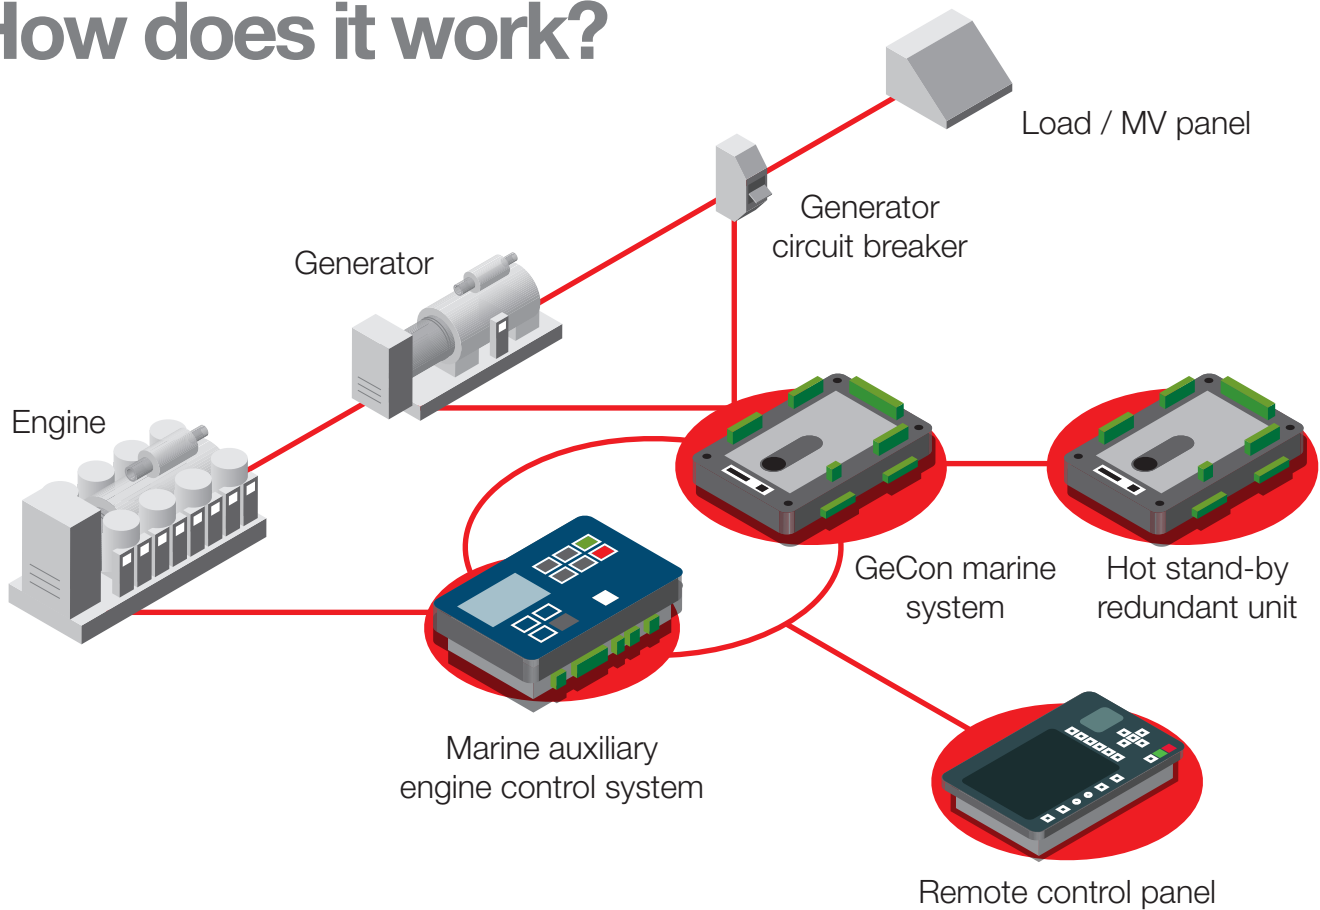 How does it work?
Load / MV panel
Generator
circuit breaker
Generator
Engine
GeCon marine
system
Hot stand-by
redundant unit
Marine auxiliary
engine control system
Remote control panel